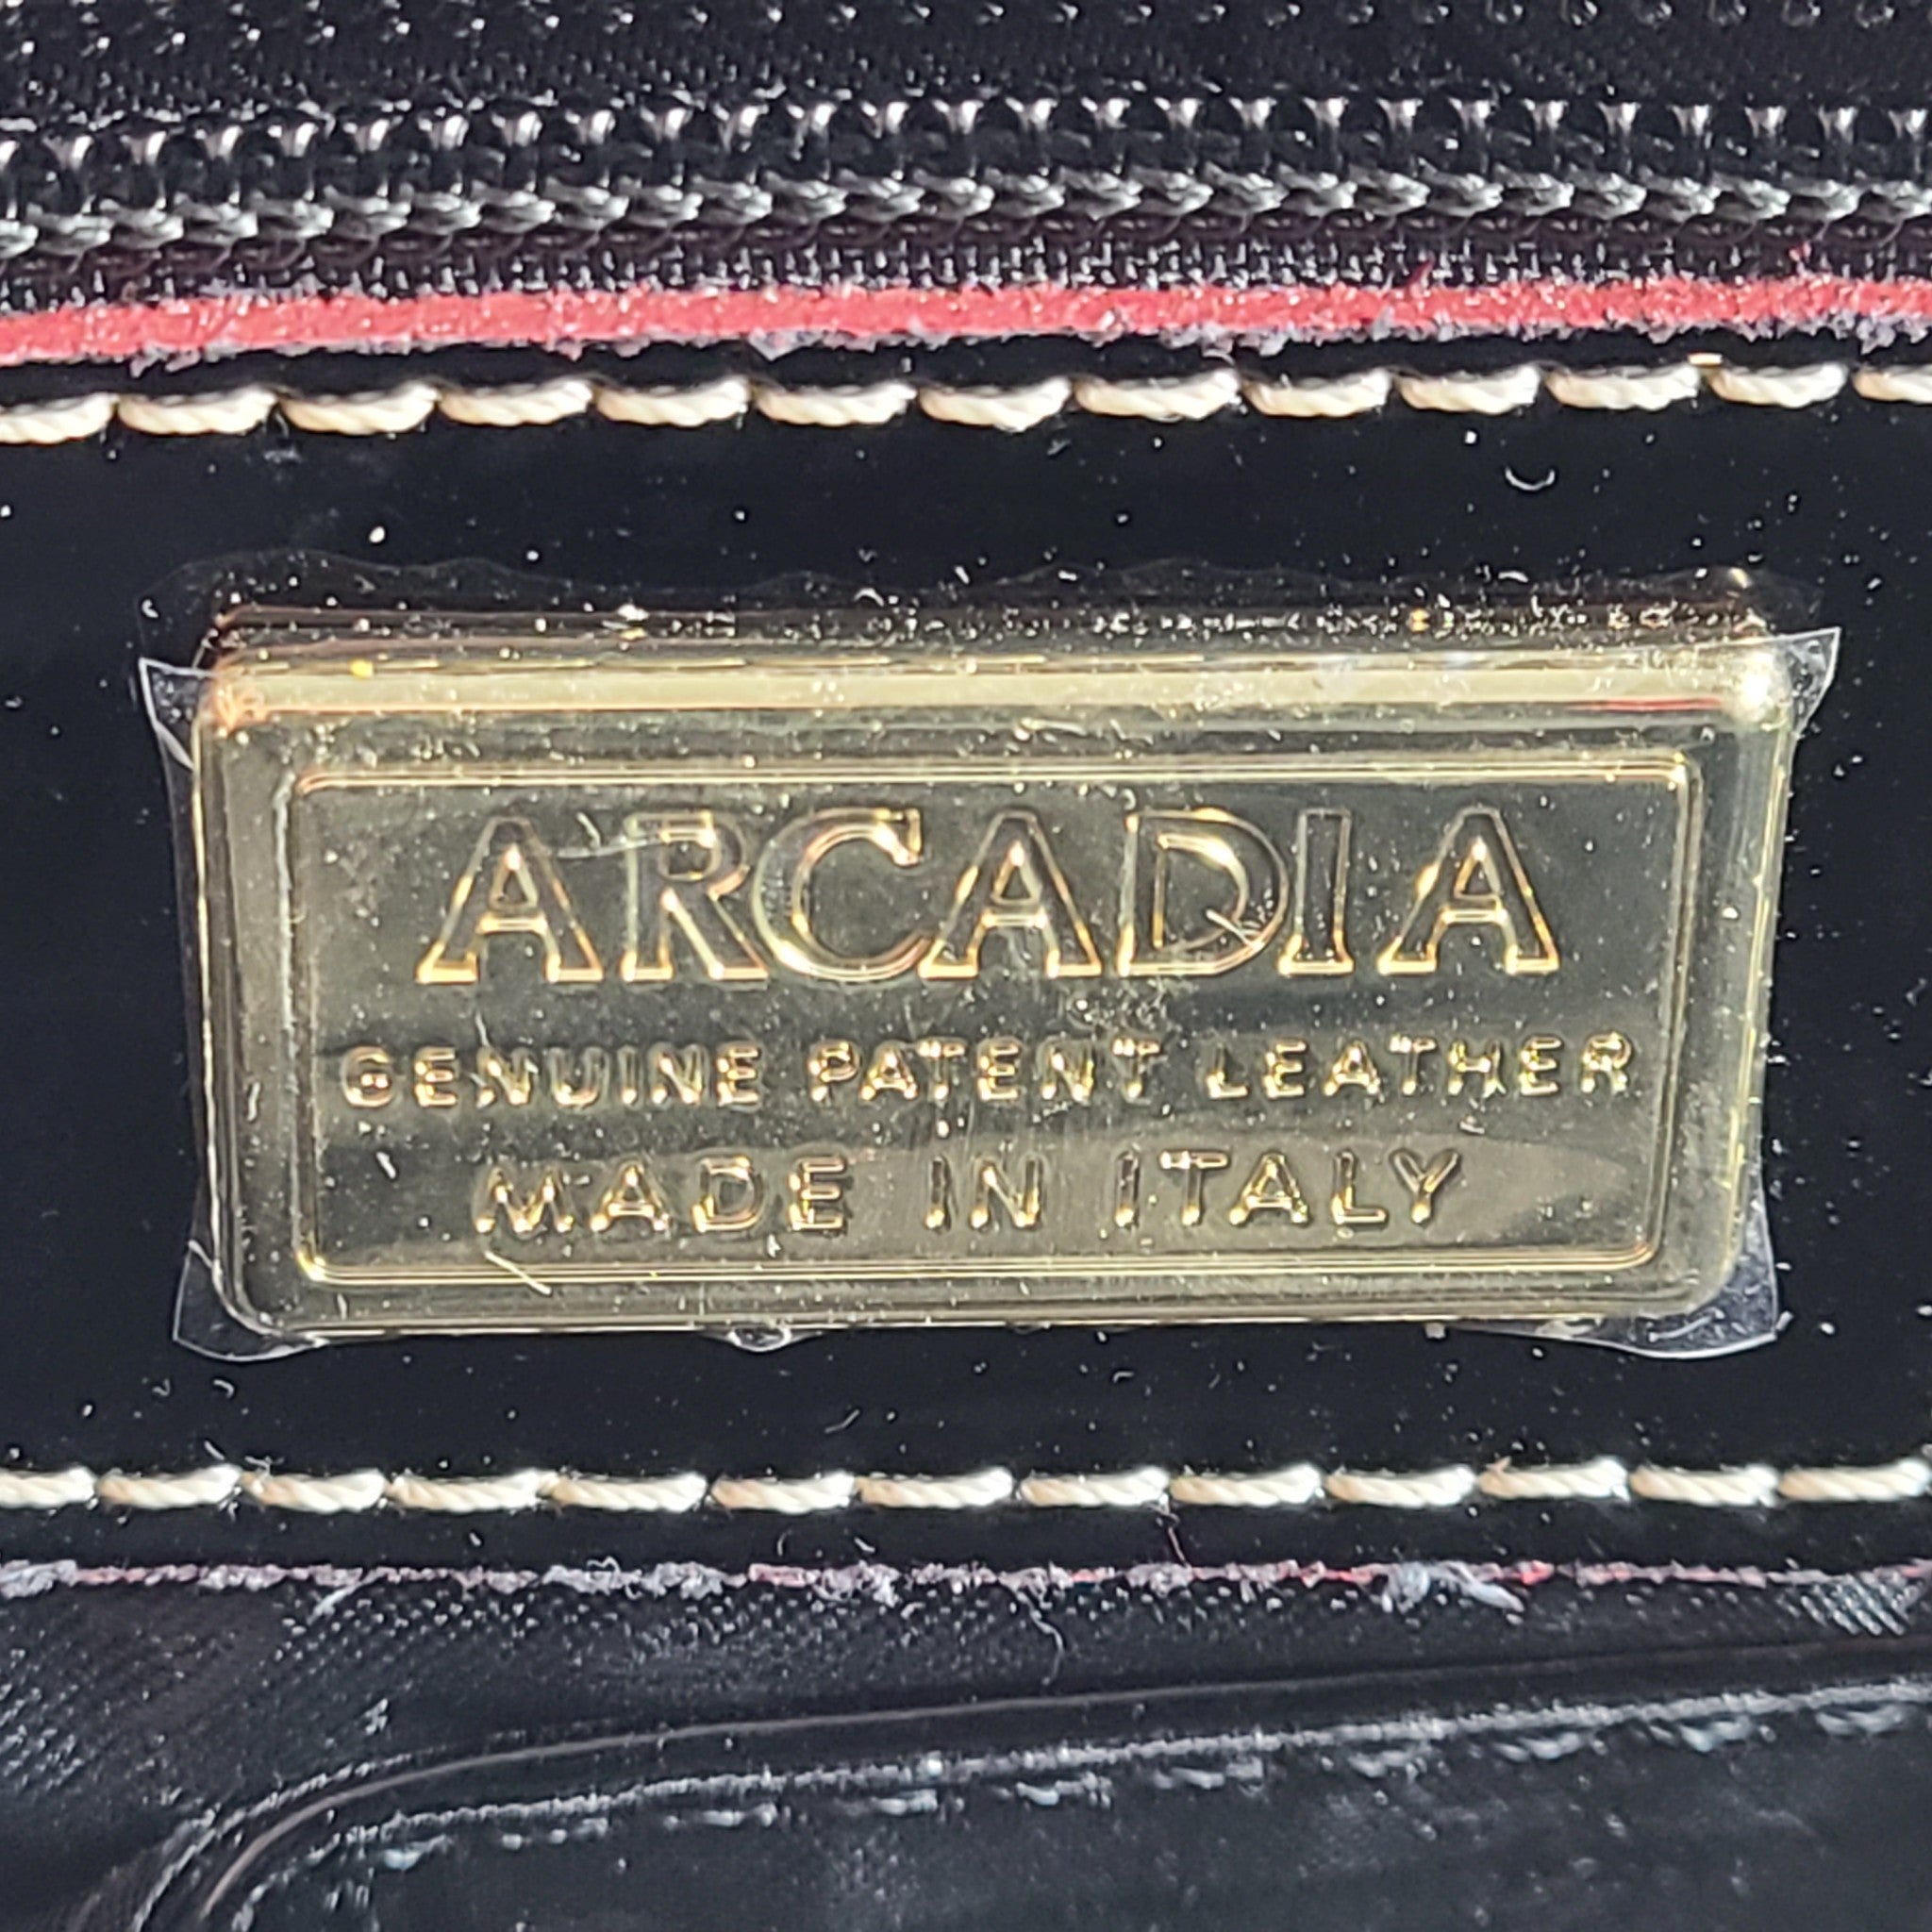 ARCADIA
GENUINE PATENT LEATHER
MADE IN ITALY